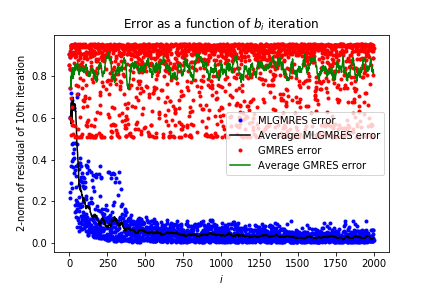 Error as a function of b_i iteration
2-norm of residual of 10th iteration
0.8
0.6
0.4
0.2
0.0
MLGMRES error
Average MLGMRES error
GMRES error
Average GMRES error
0 250 500 750 1000 1250 1500 1750 2000
i